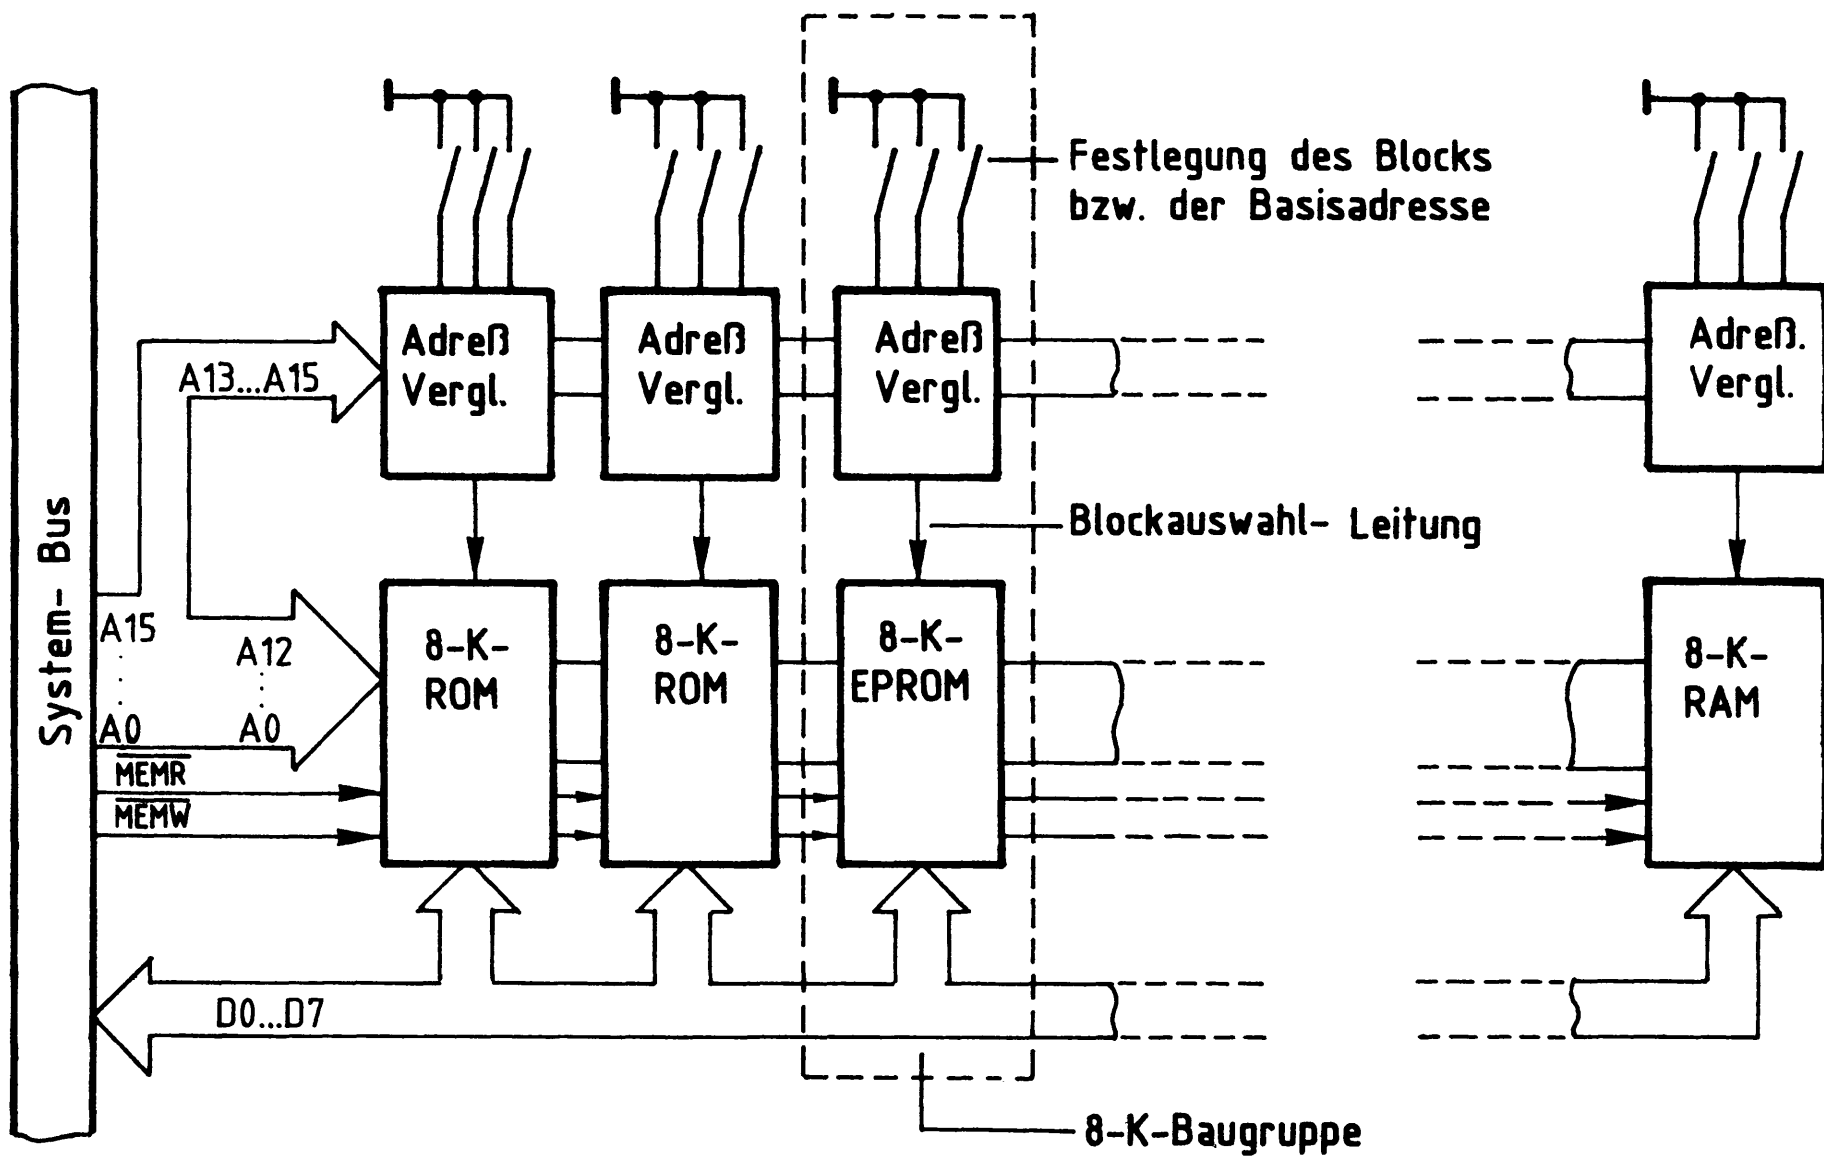 Festlegung des Blocks
bzw. der Basisadresse
Adreß
Vergl.
Adreß
Vergl.
Adreß
Vergl.
Adreß.
Vergl.
A13...A15
Blockauswahl- Leitung
System- Bus
A15
A0
A12
A0
MEMR
MEMW
8-K-
ROM
8-K-
ROM
8-K-
EPROM
8-K-
RAM
D0...D7
8-K-Baugruppe